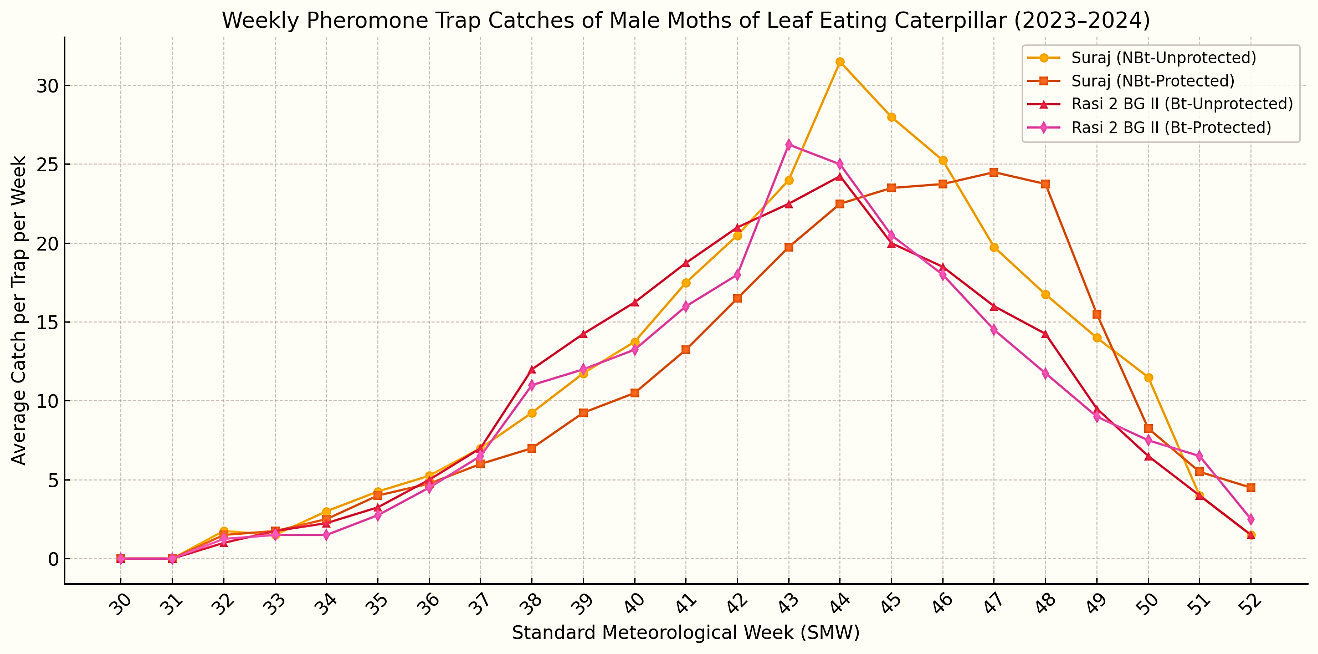 Weekly Pheromone Trap Catches of Male Moths of Leaf Eating Caterpillar (2023–2024)
Suraj (NBt-Unprotected)
Suraj (NBt-Protected)
Rasi 2 BG II (Bt-Unprotected)
Rasi 2 BG II (Bt-Protected)
Average Catch per Trap per Week
30
25
20
15
10
5
0
30 31 32 33 34 35 36 37 38 39 40 41 42 43 44 45 46 47 48 49 50 51 52
Standard Meteorological Week (SMW)